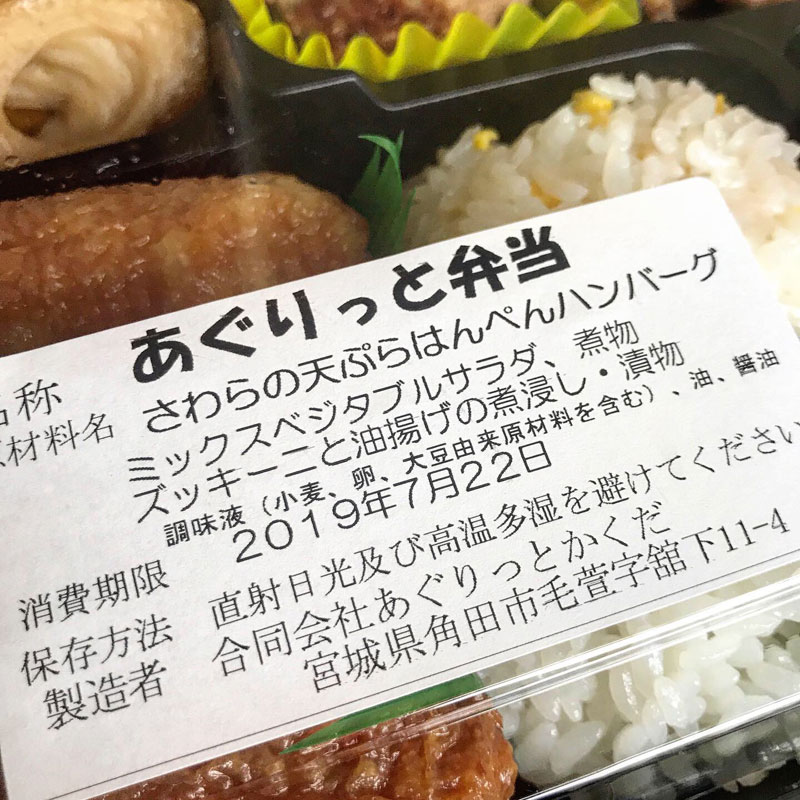 名称 あぐりっと弁当
原材料名 さわらの天ぷらはんぺんハンバーグ
ミックスベジタブルサラダ、煮物
ズッキーニと油揚げの煮浸し・漬物
調味液(小麦、卵、大豆由来原材料を含む)、油、醤油
消費期限 2019年7月22日
保存方法 直射日光及び高温多湿を避けてください
製造者 合同会社あぐりっとかくだ
宮城県角田市毛萱字舘下11-4